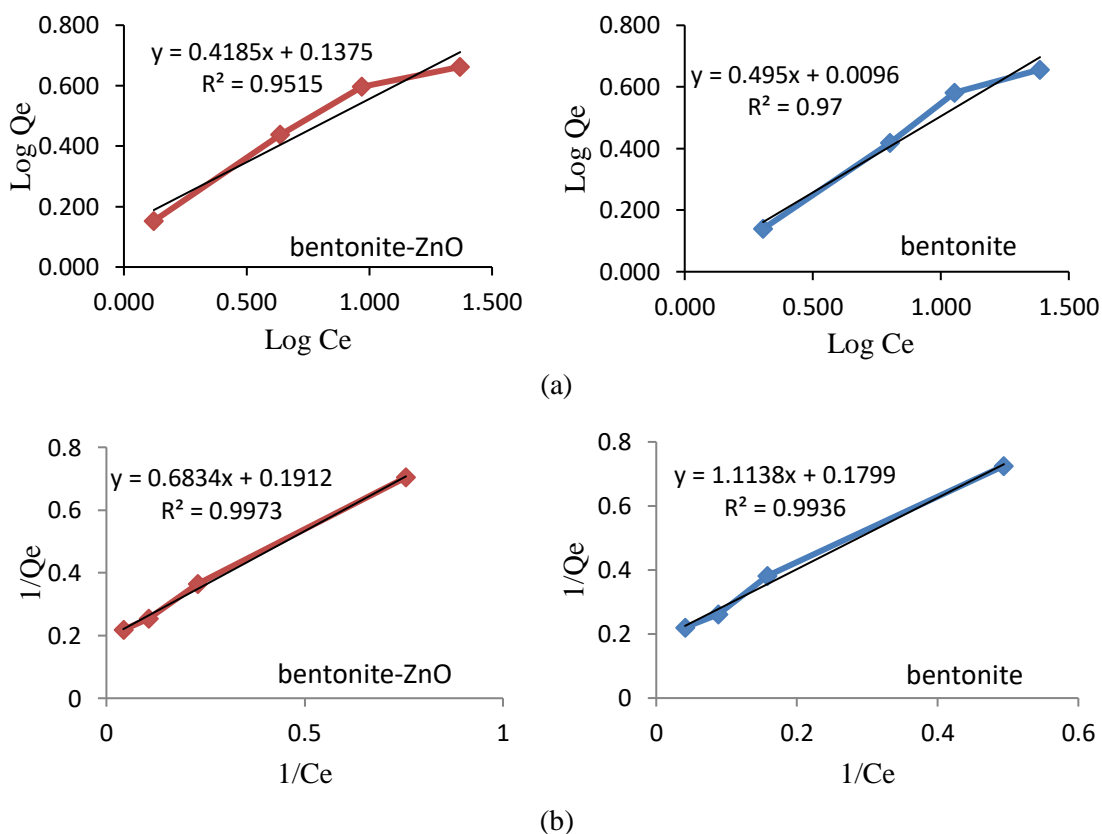 0.800
0.600
0.400
0.200
0.000
Log Qe
y = 0.4185x + 0.1375
R² = 0.9515
bentonite-ZnO
0.000 0.500 1.000 1.500
Log Ce
0.800
0.600
0.400
0.200
0.000
Log Qe
y = 0.495x + 0.0096
R² = 0.97
bentonite
0.000 0.500 1.000 1.500
Log Ce
(a)
0.8
0.6
0.4
0.2
0
1/Qe
y = 0.6834x + 0.1912
R² = 0.9973
bentonite-ZnO
0 0.5 1
1/Ce
0.8
0.6
0.4
0.2
0
1/Qe
y = 1.1138x + 0.1799
R² = 0.9936
bentonite
0 0.2 0.4 0.6
1/Ce
(b)